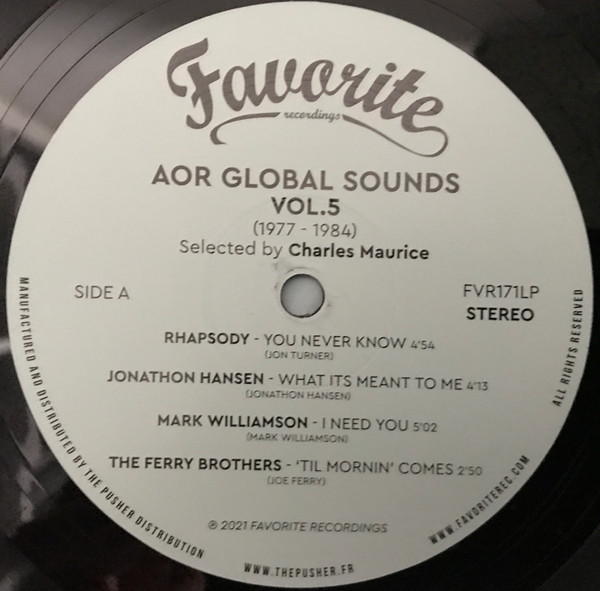 Favorite
recordings
AOR GLOBAL SOUNDS
VOL.5
(1977 - 1984)
Selected by Charles Maurice
SIDE A
FVR171LP
STEREO
RHAPSODY - YOU NEVER KNOW 4'54
(JON TURNER)
JONATHON HANSEN - WHAT ITS MEANT TO ME 4'13
(JONATHON HANSEN)
MARK WILLIAMSON - I NEED YOU 5'02
(MARK WILLIAMSON)
THE FERRY BROTHERS - 'TIL MORNIN' COMES 2'50
(JOE FERRY)
℗ 2021 FAVORITE RECORDINGS
MANUFACTURED AND DISTRIBUTED BY THE PUSHER DISTRIBUTION
WWW.THEPUSHER.FR
WWW.FAVORITEREC.COM
ALL RIGHTS RESERVED